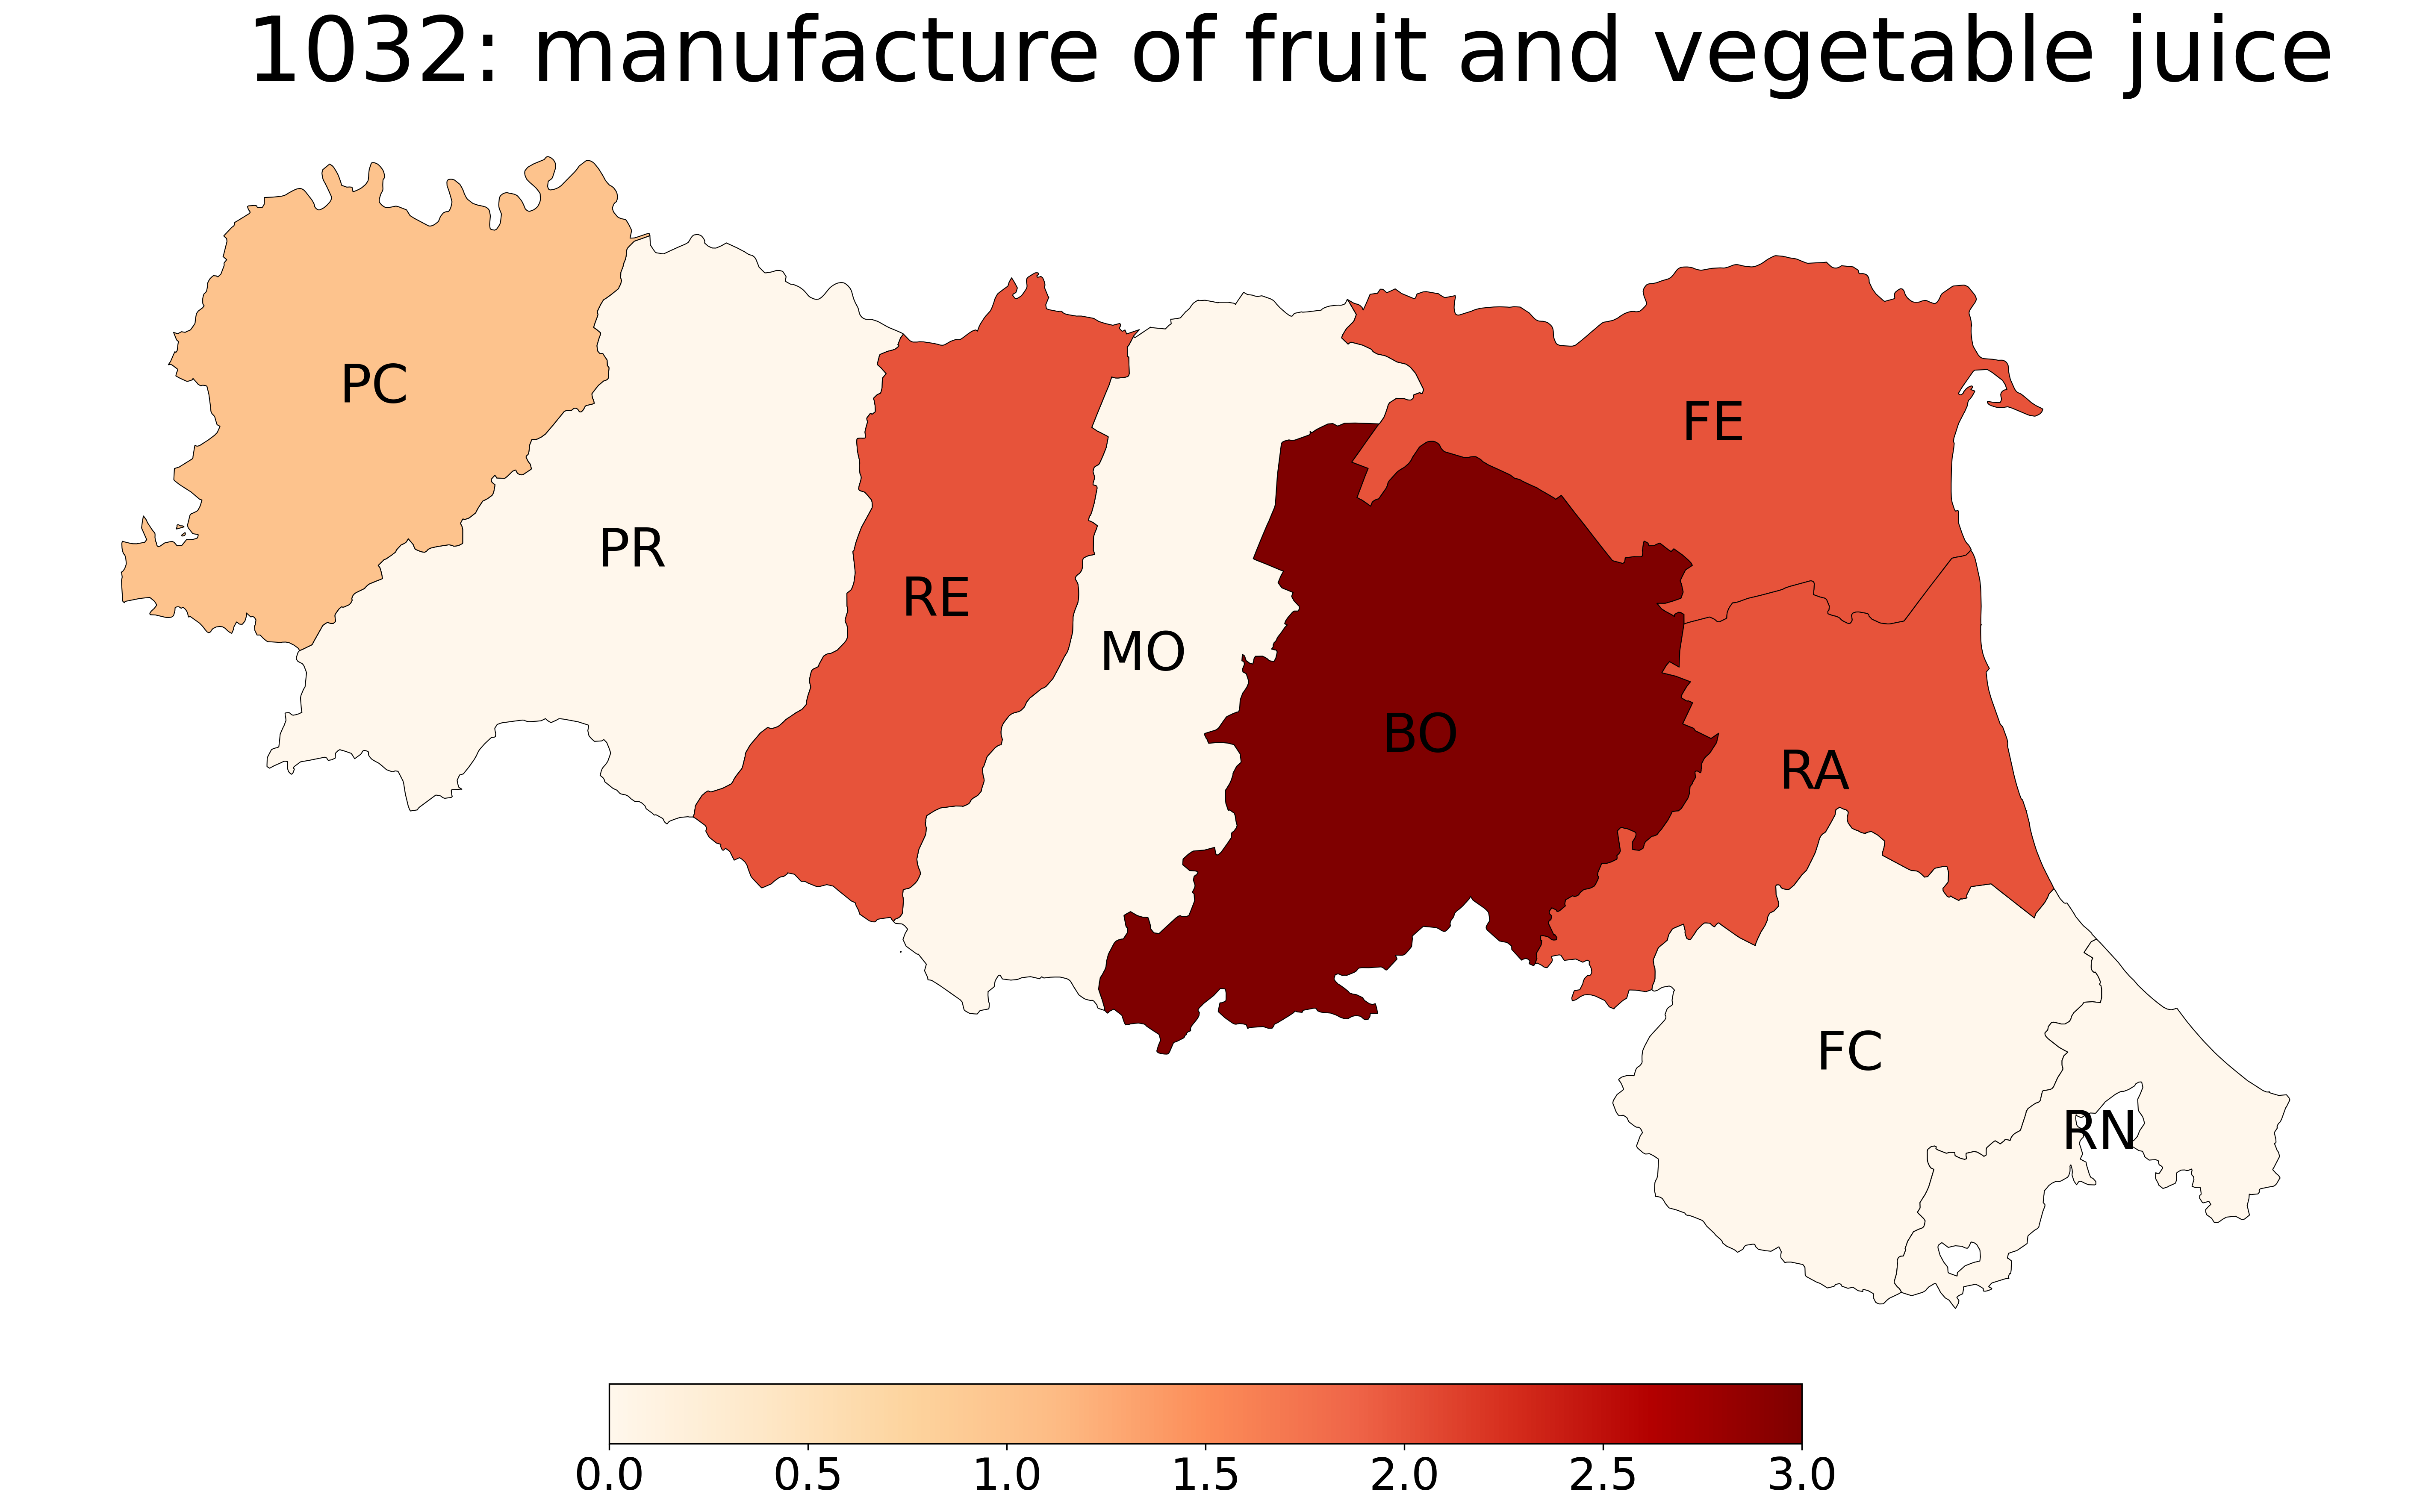 1032: manufacture of fruit and vegetable juice
PC
FE
PR
RE
MO
BO
RA
FC
RN
0.0 0.5 1.0 1.5 2.0 2.5 3.0